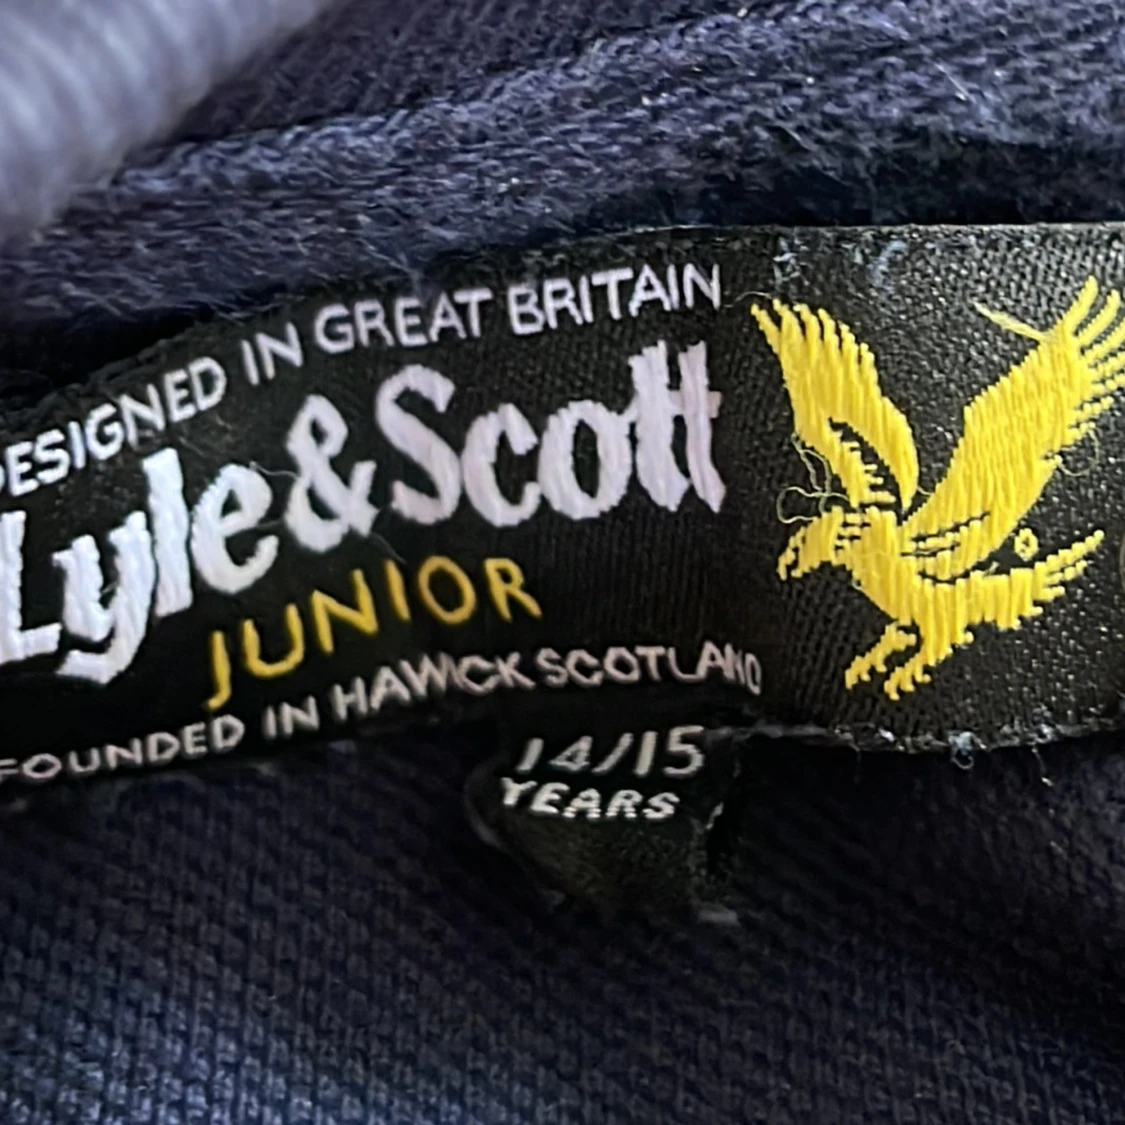 DESIGNED IN GREAT BRITAIN
Lyle & Scott
JUNIOR
FOUNDED IN HAWICK SCOTLAND
14/15
YEARS